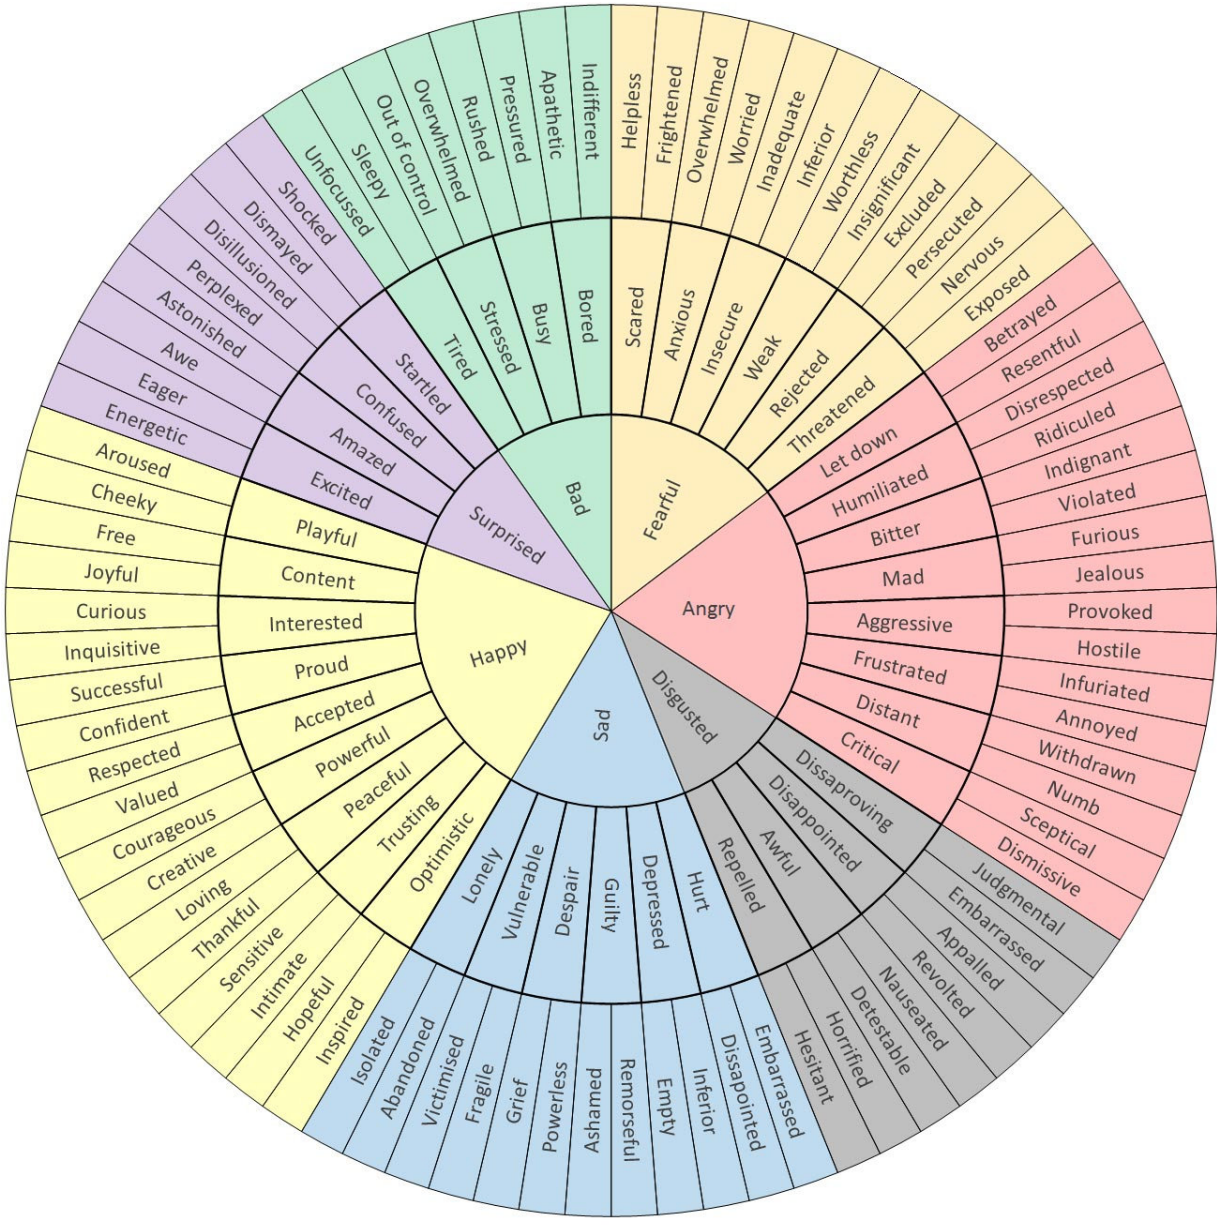 Fearful
Angry
Disgusted
Sad
Happy
Surprised
Bad
Scared
Anxious
Insecure
Weak
Rejected
Threatened
Let down
Humiliated
Bitter
Mad
Aggressive
Frustrated
Distant
Critical
Dissaproving
Disappointed
Awful
Repelled
Hurt
Depressed
Guilty
Despair
Vulnerable
Lonely
Optimistic
Trusting
Peaceful
Powerful
Accepted
Proud
Interested
Content
Playful
Excited
Amazed
Confused
Startled
Tired
Stressed
Busy
Bored
Helpless
Frightened
Overwhelmed
Worried
Inadequate
Inferior
Worthless
Insignificant
Excluded
Persecuted
Nervous
Exposed
Betrayed
Resentful
Disrespected
Ridiculed
Indignant
Violated
Furious
Jealous
Provoked
Hostile
Infuriated
Annoyed
Withdrawn
Numb
Sceptical
Dismissive
Judgmental
Embarrassed
Appalled
Revolted
Nauseated
Detestable
Horrified
Hesitant
Embarrassed
Dissapointed
Inferior
Empty
Remorseful
Ashamed
Powerless
Grief
Fragile
Victimised
Abandoned
Isolated
Inspired
Hopeful
Intimate
Sensitive
Thankful
Loving
Creative
Courageous
Valued
Respected
Confident
Successful
Inquisitive
Curious
Joyful
Free
Cheeky
Aroused
Energetic
Eager
Awe
Astonished
Perplexed
Disillusioned
Dismayed
Shocked
Unfocussed
Sleepy
Out of control
Overwhelmed
Rushed
Pressured
Apathetic
Indifferent